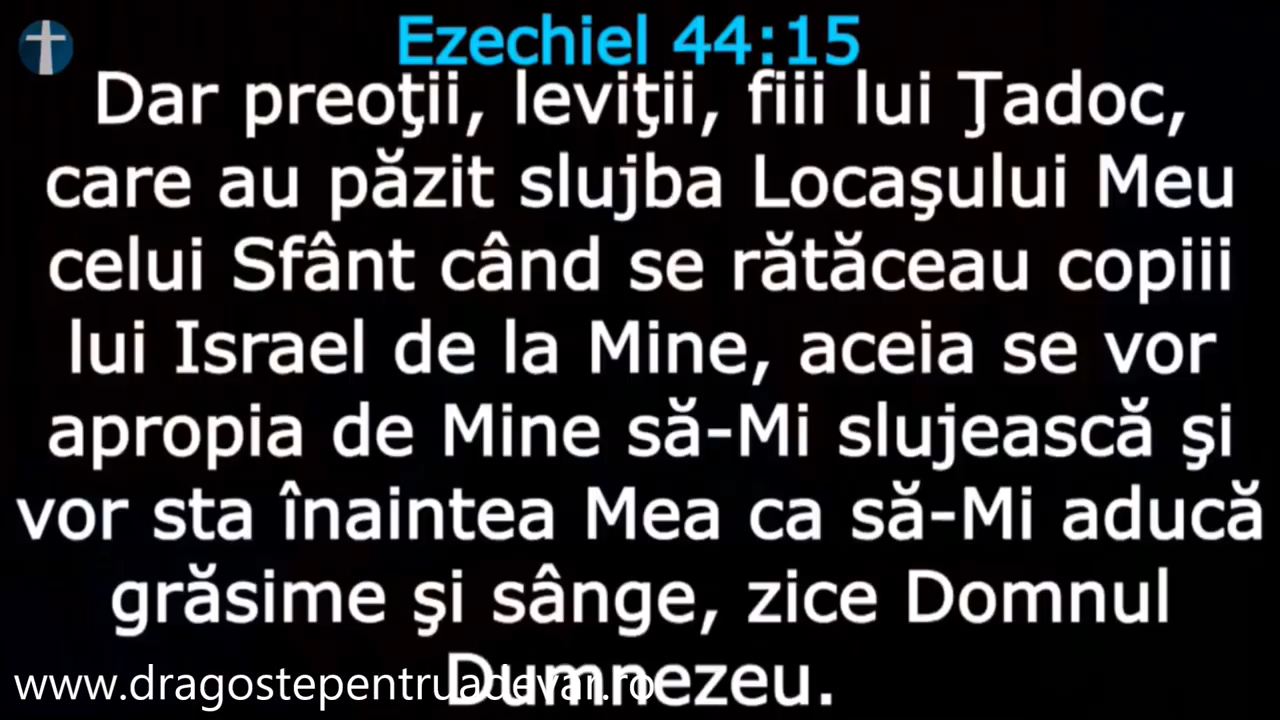 Ezechiel 44:15
Dar preoţii, leviţii, fiii lui Ţadoc,
care au păzit slujba Locaşului Meu
celui Sfânt când se rătăceau copiii
lui Israel de la Mine, aceia se vor
apropia de Mine să-Mi slujească şi
vor sta înaintea Mea ca să-Mi aducă
grăsime şi sânge, zice Domnul
Dumnezeu.
www.dragostepentruadevar.ro